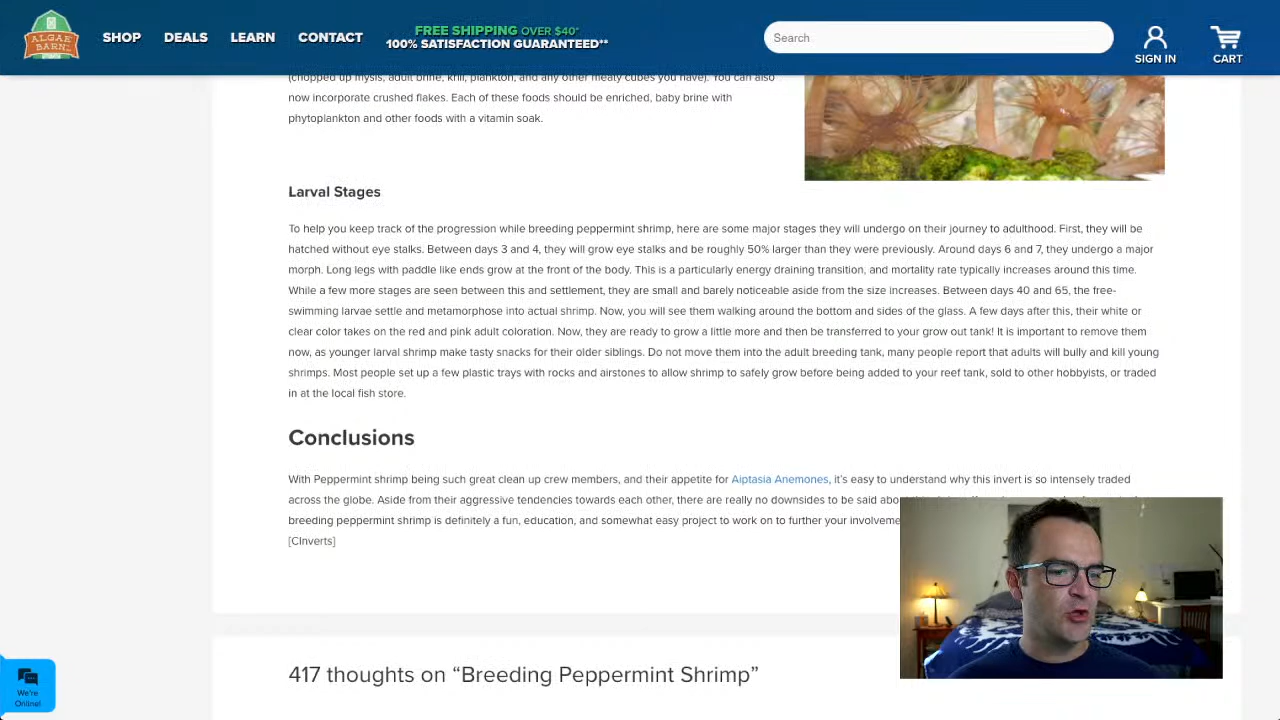 ALGAE
BARN
SHOP
DEALS
LEARN
CONTACT
FREE SHIPPING OVER $40*
100% SATISFACTION GUARANTEED**
Search
SIGN IN
CART
(chopped up mysis, adult brine, krill, plankton, and any other meaty cubes you have). You can also
now incorporate crushed flakes. Each of these foods should be enriched, baby brine with
phytoplankton and other foods with a vitamin soak.
Larval Stages
To help you keep track of the progression while breeding peppermint shrimp, here are some major stages they will undergo on their journey to adulthood. First, they will be
hatched without eye stalks. Between days 3 and 4, they will grow eye stalks and be roughly 50% larger than they were previously. Around days 6 and 7, they undergo a major
morph. Long legs with paddle like ends grow at the front of the body. This is a particularly energy draining transition, and mortality rate typically increases around this time.
While a few more stages are seen between this and settlement, they are small and barely noticeable aside from the size increases. Between days 40 and 65, the free-
swimming larvae settle and metamorphose into actual shrimp. Now, you will see them walking around the bottom and sides of the glass. A few days after this, their white or
clear color takes on the red and pink adult coloration. Now, they are ready to grow a little more and then be transferred to your grow out tank! It is important to remove them
now, as younger larval shrimp make tasty snacks for their older siblings. Do not move them into the adult breeding tank, many people report that adults will bully and kill young
shrimps. Most people set up a few plastic trays with rocks and airstones to allow shrimp to safely grow before being added to your reef tank, sold to other hobbyists, or traded
in at the local fish store.
Conclusions
With Peppermint shrimp being such great clean up crew members, and their appetite for Aiptasia Anemones, it's easy to understand why this invert is so intensely traded
across the globe. Aside from their aggressive tendencies towards each other, there are really no downsides to be said
breeding peppermint shrimp is definitely a fun, education, and somewhat easy project to work on to further your
[CInverts]
417 thoughts on “Breeding Peppermint Shrimp”
We're
Online!